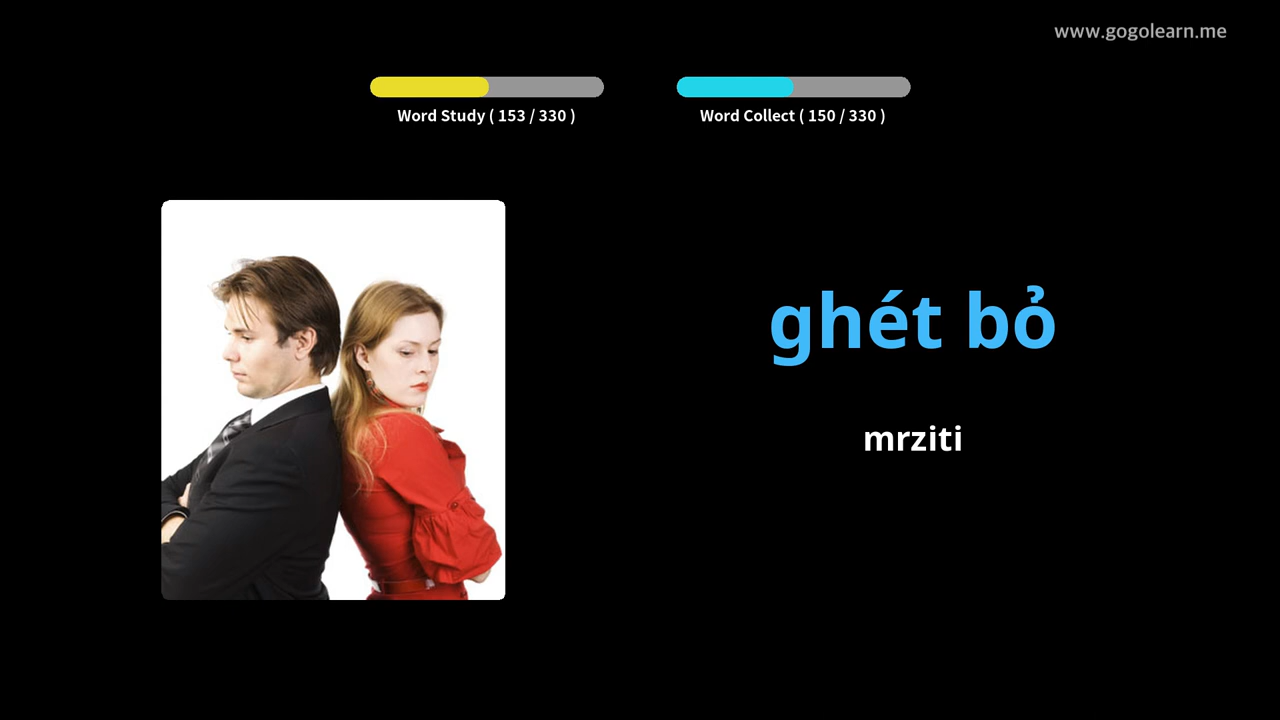 www.gogolearn.me
Word Study ( 153 / 330 )
Word Collect ( 150 / 330 )
ghét bỏ
mrziti